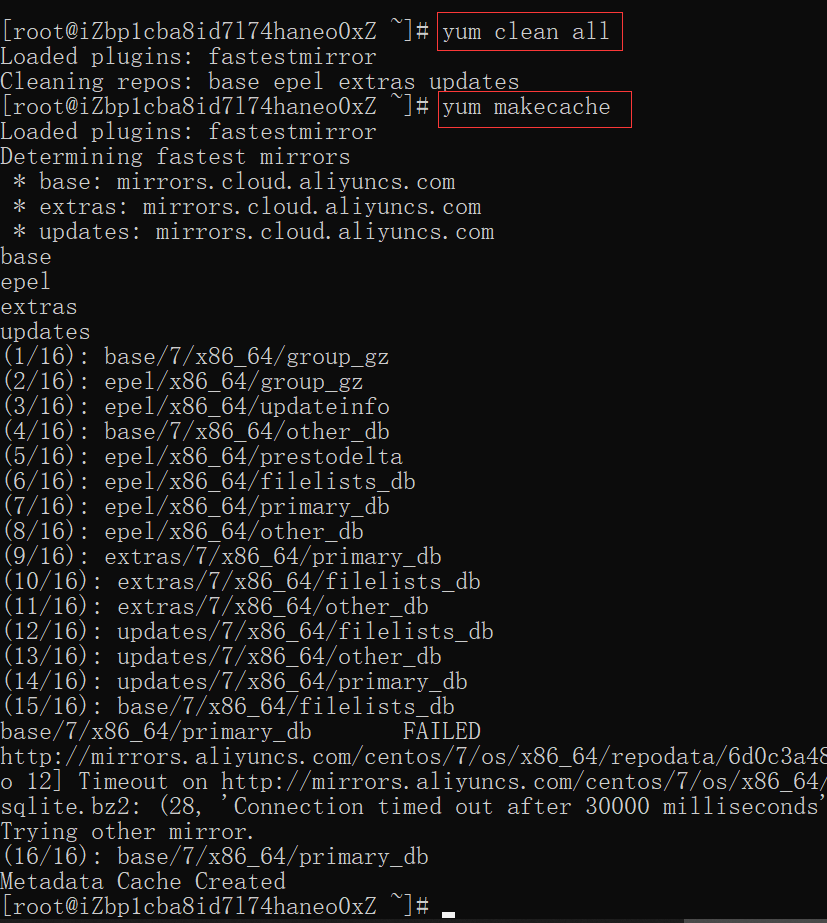 [root@iZbp1cba8id7l74haneo0xZ ~]# yum clean all
Loaded plugins: fastestmirror
Cleaning repos: base epel extras updates
[root@iZbp1cba8id7l74haneo0xZ ~]# yum makecache
Loaded plugins: fastestmirror
Determining fastest mirrors
 * base: mirrors.cloud.aliyuncs.com
 * extras: mirrors.cloud.aliyuncs.com
 * updates: mirrors.cloud.aliyuncs.com
base
epel
extras
updates
(1/16): base/7/x86_64/group_gz
(2/16): epel/x86_64/group_gz
(3/16): epel/x86_64/updateinfo
(4/16): base/7/x86_64/other_db
(5/16): epel/x86_64/prestodelta
(6/16): epel/x86_64/filelists_db
(7/16): epel/x86_64/primary_db
(8/16): epel/x86_64/other_db
(9/16): extras/7/x86_64/primary_db
(10/16): extras/7/x86_64/filelists_db
(11/16): extras/7/x86_64/other_db
(12/16): updates/7/x86_64/filelists_db
(13/16): updates/7/x86_64/other_db
(14/16): updates/7/x86_64/primary_db
(15/16): base/7/x86_64/filelists_db
base/7/x86_64/primary_db       FAILED
http://mirrors.aliyuncs.com/centos/7/os/x86_64/repodata/6d0c3a48
o 12] Timeout on http://mirrors.aliyuncs.com/centos/7/os/x86_64/
sqlite.bz2: (28, 'Connection timed out after 30000 milliseconds'
Trying other mirror.
(16/16): base/7/x86_64/primary_db
Metadata Cache Created
[root@iZbp1cba8id7l74haneo0xZ ~]#